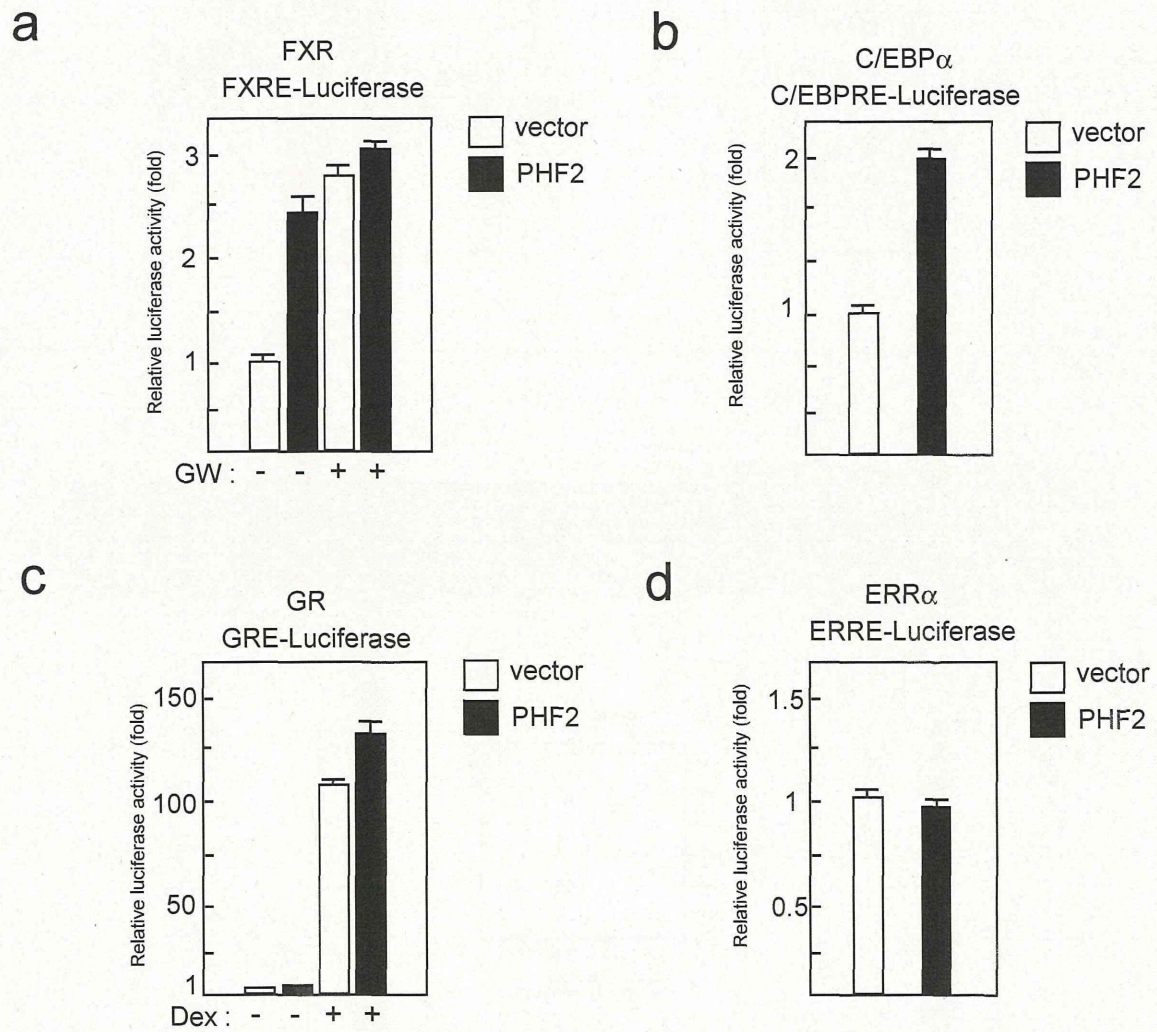 a
FXR
FXRE-Luciferase
vector
PHF2
Relative luciferase activity (fold)
3
2
1
GW : - - + +
b
C/EBPα
C/EBPRE-Luciferase
vector
PHF2
Relative luciferase activity (fold)
2
1
c
GR
GRE-Luciferase
vector
PHF2
Relative luciferase activity (fold)
150
100
50
1
Dex : - - + +
d
ERRα
ERRE-Luciferase
vector
PHF2
Relative luciferase activity (fold)
1.5
1
0.5